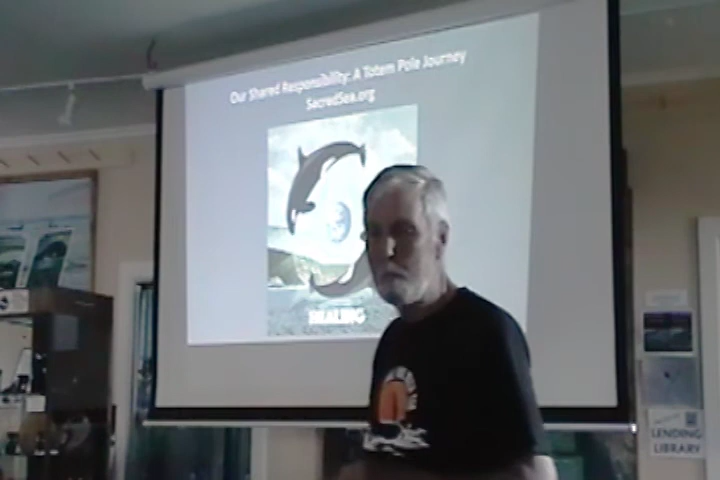 Our Shared Responsibility: A Totem Pole Journey
SacredSea.org
HEALING
LENDING
LIBRARY